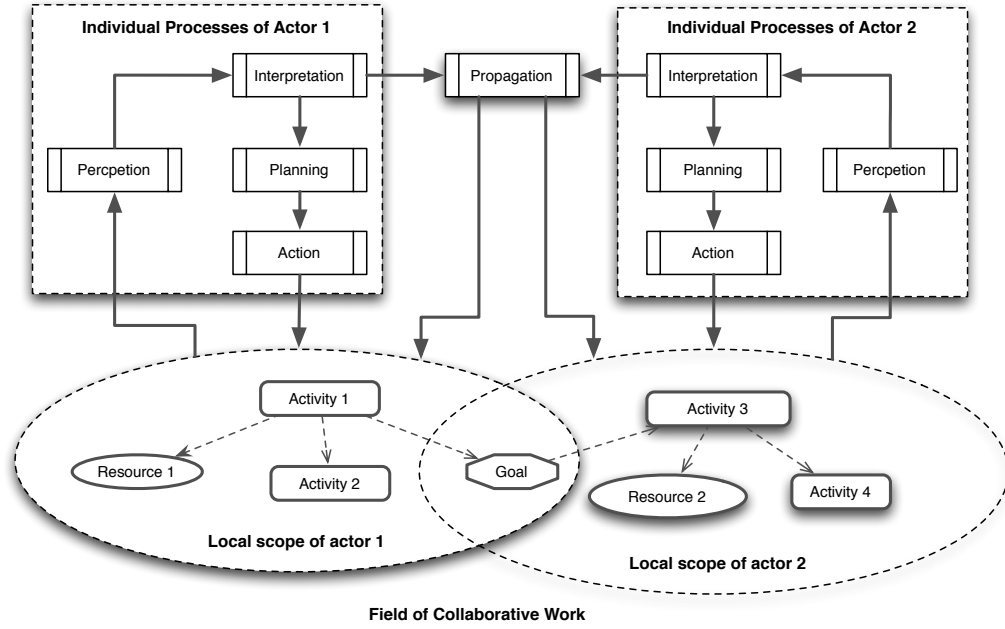 Individual Processes of Actor 1
Individual Processes of Actor 2
Interpretation
Propagation
Interpretation
Percpetion
Planning
Planning
Percpetion
Action
Action
Activity 1
Activity 3
Resource 1
Activity 2
Goal
Resource 2
Activity 4
Local scope of actor 1
Local scope of actor 2
Field of Collaborative Work